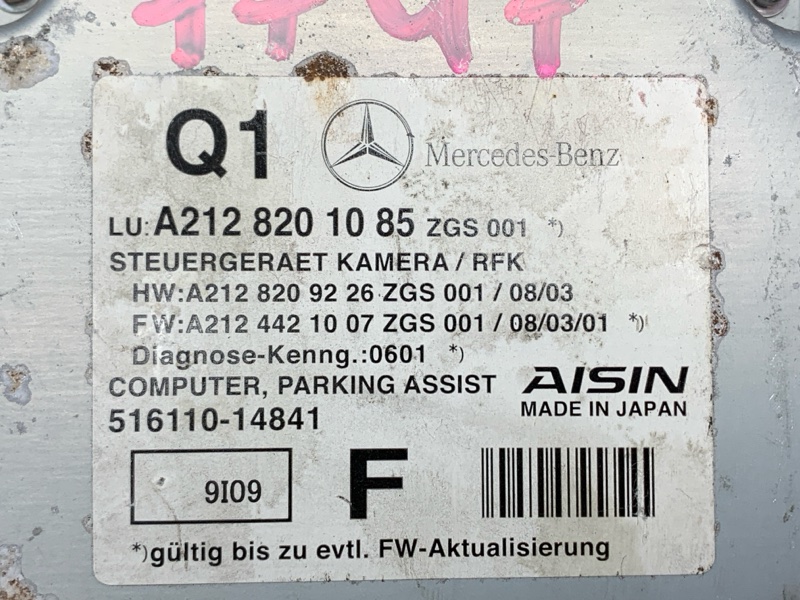 Q1 Mercedes-Benz
LU: A212 820 10 85 ZGS 001 *)
STEUERGERAET KAMERA / RFK
HW:A212 820 92 26 ZGS 001 / 08/03
FW:A212 442 10 07 ZGS 001 / 08/03/01 *)
Diagnose-Kenng.:0601 *)
COMPUTER, PARKING ASSIST AISIN
516110-14841 MADE IN JAPAN
9I09 F
*)gültig bis zu evtl. FW-Aktualisierung